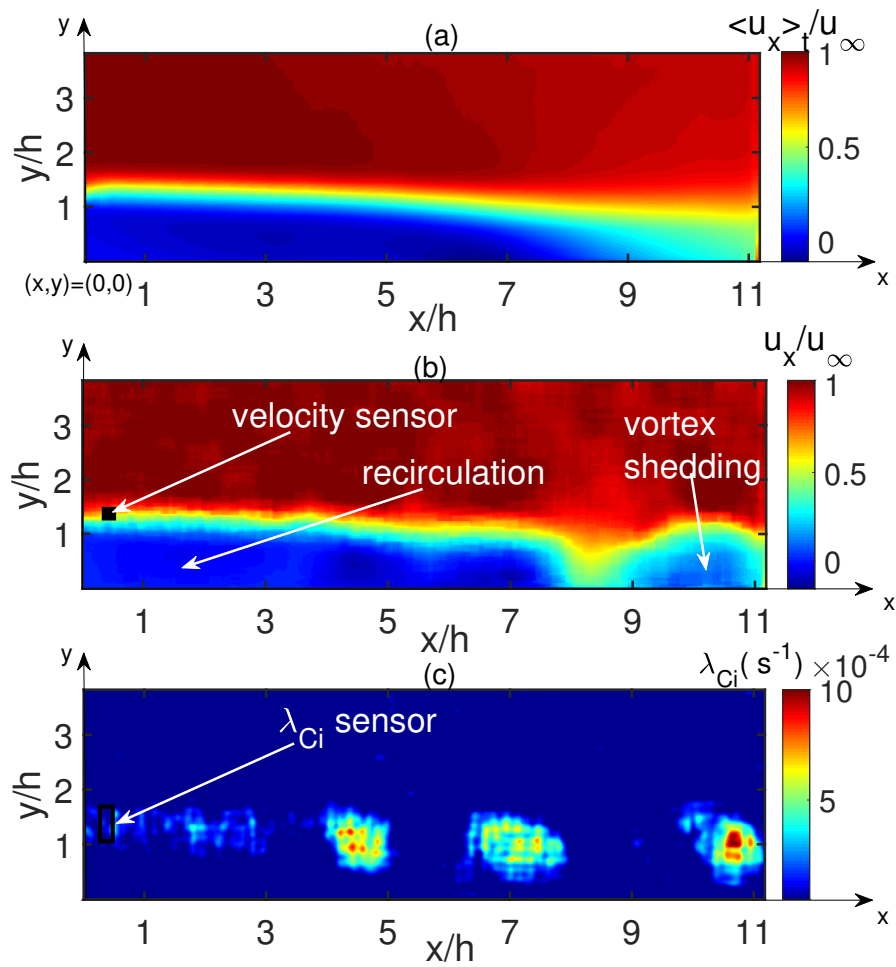 y
(a)
<u_x>_t/u_∞
3
2
1
y/h
1
0.5
0
(x,y)=(0,0)
1 3 5 7 9 11
x
x/h
y
(b)
u_x/u_∞
3
2
1
y/h
velocity sensor
recirculation
vortex
shedding
1
0.5
0
1 3 5 7 9 11
x
x/h
y
(c)
λ_Ci( s^-1) ×10^-4
3
2
1
y/h
λ_Ci sensor
10
5
0
1 3 5 7 9 11
x
x/h